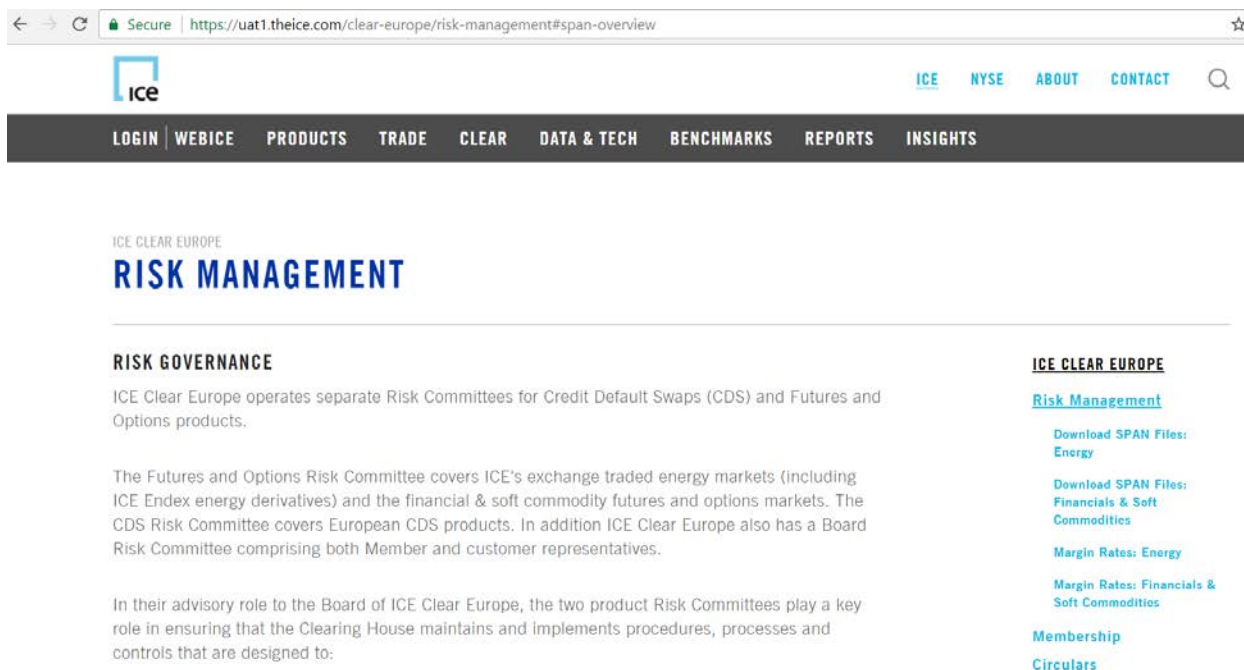 Secure https://uat1.theice.com/clear-europe/risk-management#span-overview
ice
ICE NYSE ABOUT CONTACT
LOGIN | WEBICE PRODUCTS TRADE CLEAR DATA & TECH BENCHMARKS REPORTS INSIGHTS
ICE CLEAR EUROPE
RISK MANAGEMENT
RISK GOVERNANCE
ICE Clear Europe operates separate Risk Committees for Credit Default Swaps (CDS) and Futures and
Options products.
The Futures and Options Risk Committee covers ICE's exchange traded energy markets (including
ICE Endex energy derivatives) and the financial & soft commodity futures and options markets. The
CDS Risk Committee covers European CDS products. In addition ICE Clear Europe also has a Board
Risk Committee comprising both Member and customer representatives.
In their advisory role to the Board of ICE Clear Europe, the two product Risk Committees play a key
role in ensuring that the Clearing House maintains and implements procedures, processes and
controls that are designed to:
ICE CLEAR EUROPE
Risk Management
Download SPAN Files:
Energy
Download SPAN Files:
Financials & Soft
Commodities
Margin Rates: Energy
Margin Rates: Financials &
Soft Commodities
Membership
Circulars